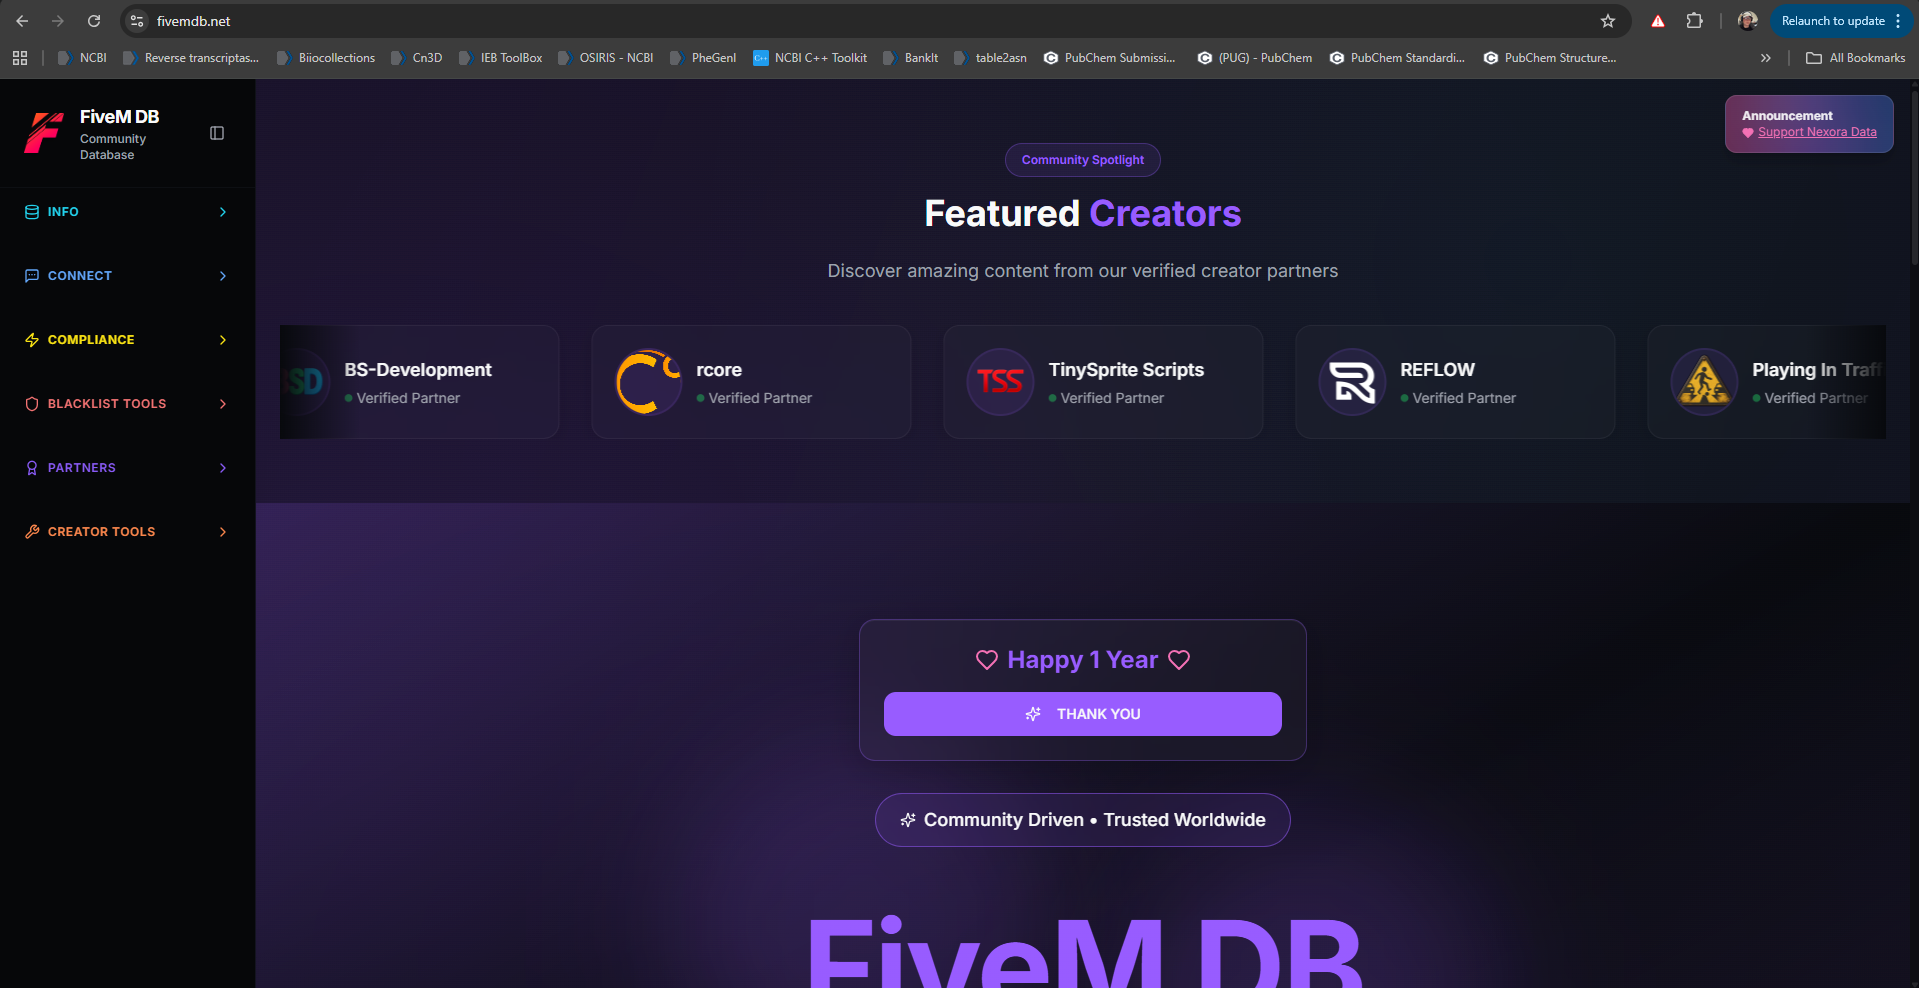 fivemdb.net
Relaunch to update
NCBI
Reverse transcriptas...
Biiocollections
Cn3D
IEB ToolBox
OSIRIS - NCBI
PheGenI
C++
NCBI C++ Toolkit
BankIt
table2asn
PubChem Submissi...
(PUG) - PubChem
PubChem Standardi...
PubChem Structure...
All Bookmarks
FiveM DB
Community
Database
INFO
CONNECT
COMPLIANCE
BLACKLIST TOOLS
PARTNERS
CREATOR TOOLS
Announcement
Support Nexora Data
Community Spotlight
Featured Creators
Discover amazing content from our verified creator partners
SD
BS-Development
Verified Partner
rcore
Verified Partner
TSS
TinySprite Scripts
Verified Partner
REFLOW
Verified Partner
Playing In Traff
Verified Partner
Happy 1 Year
THANK YOU
Community Driven • Trusted Worldwide
FiveM DB